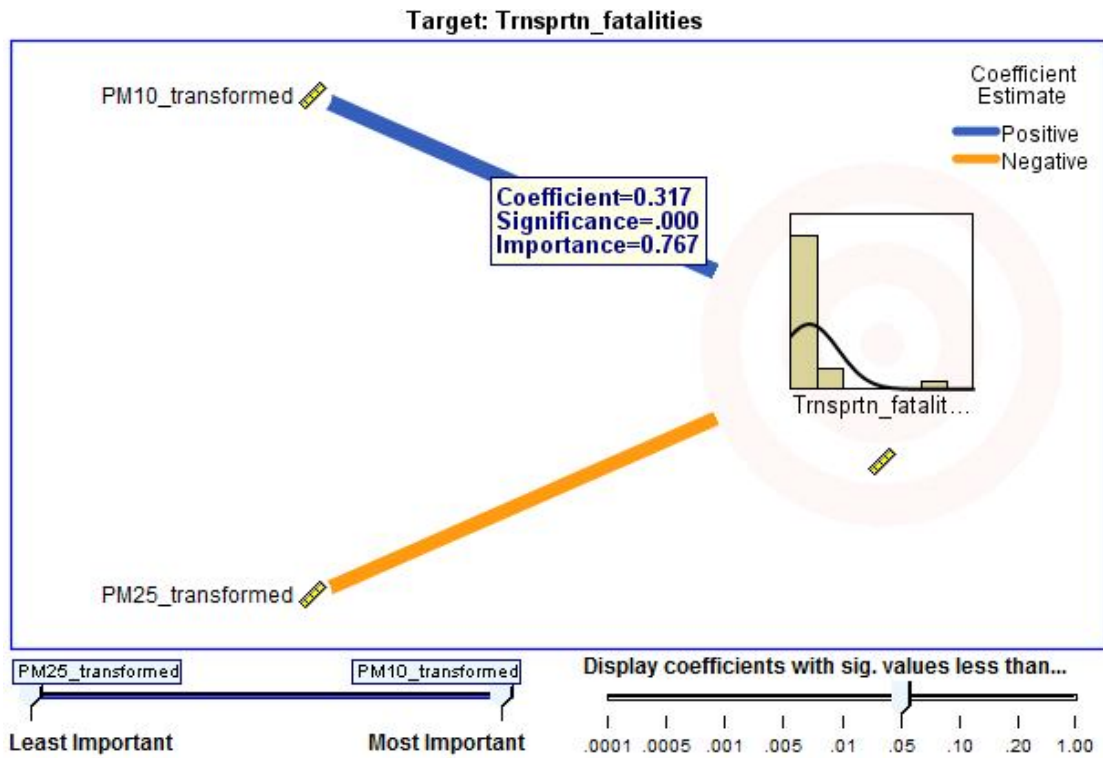 Target: Trnsprtn_fatalities
PM10_transformed
Coefficient
Estimate
Positive
Negative
Coefficient=0.317
Significance=.000
Importance=0.767
Trnsprtn_fatalit...
PM25_transformed
PM25_transformed
PM10_transformed
Least Important
Most Important
Display coefficients with sig. values less than...
.0001 .0005 .001 .005 .01 .05 .10 .20 1.00